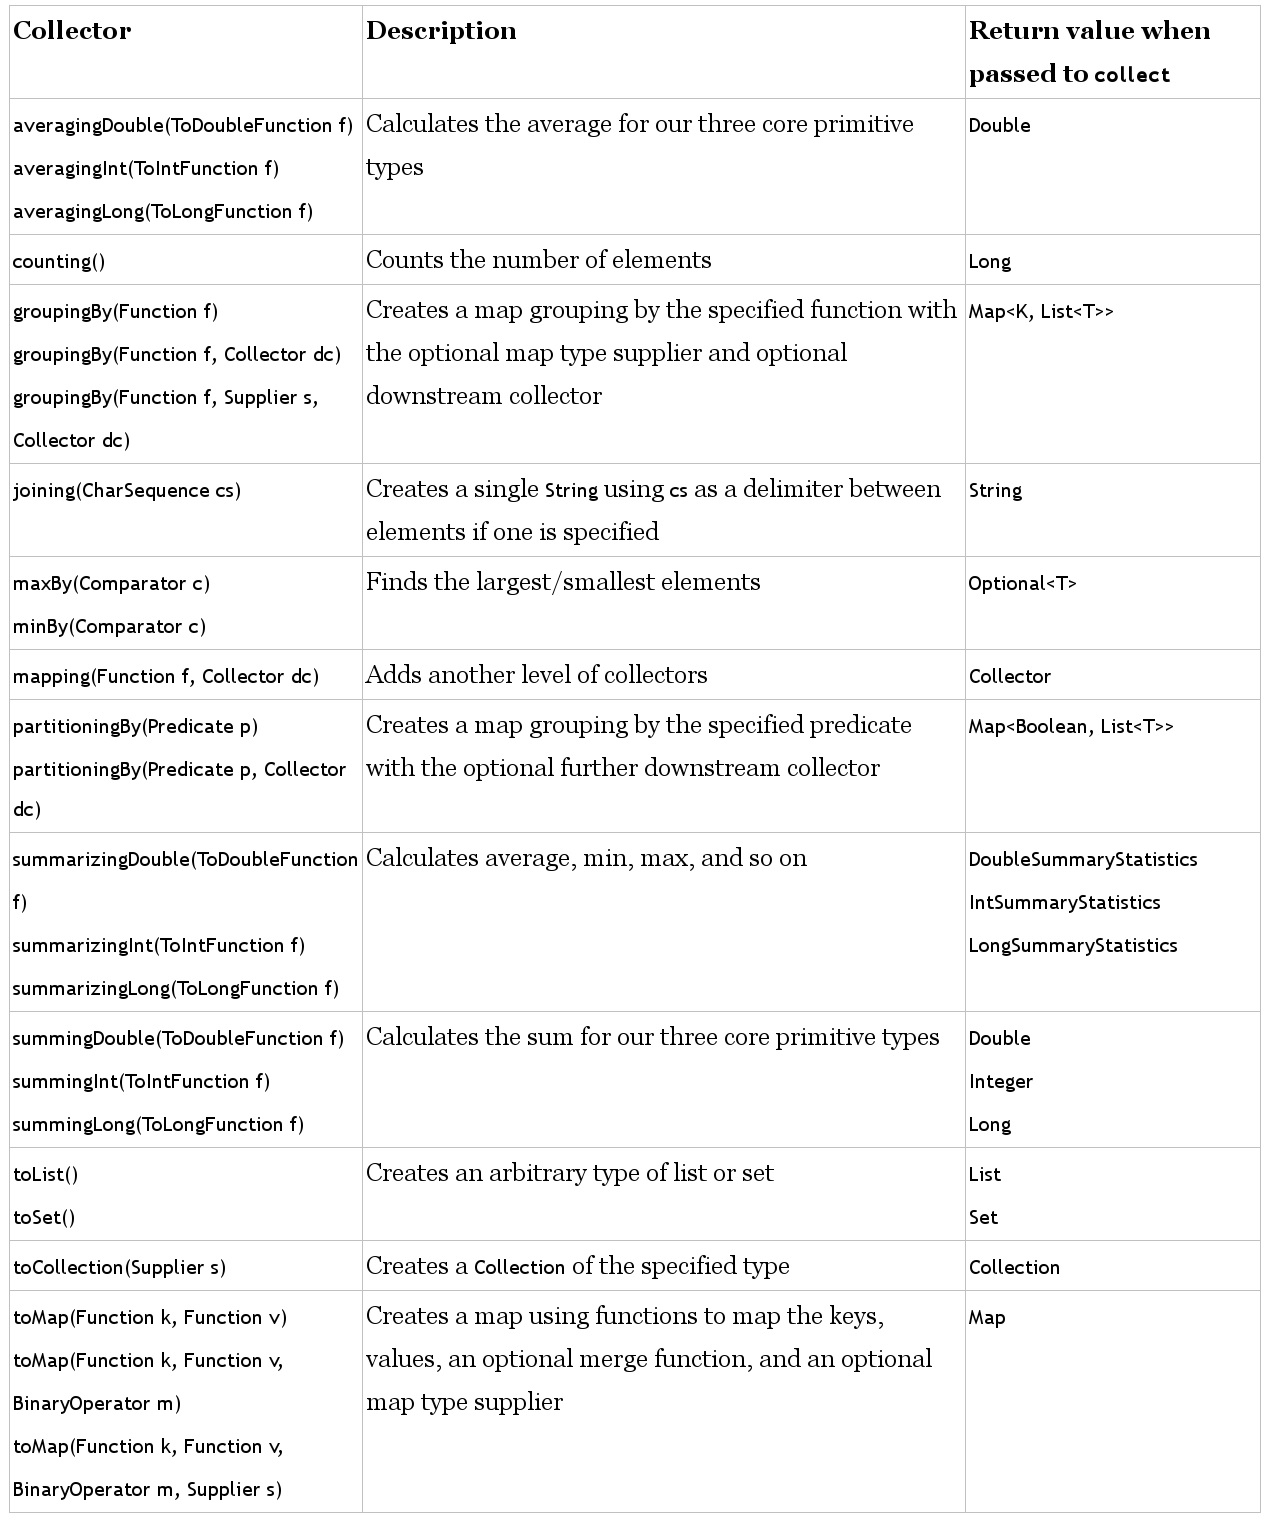 Collector
Description
Return value when
passed to collect
averagingDouble(ToDoubleFunction f)
averagingInt(ToIntFunction f)
averagingLong(ToLongFunction f)
Calculates the average for our three core primitive
types
Double
counting()
Counts the number of elements
Long
groupingBy(Function f)
groupingBy(Function f, Collector dc)
groupingBy(Function f, Supplier s,
Collector dc)
Creates a map grouping by the specified function with
the optional map type supplier and optional
downstream collector
Map<K, List<T>>
joining(CharSequence cs)
Creates a single String using cs as a delimiter between
elements if one is specified
String
maxBy(Comparator c)
minBy(Comparator c)
Finds the largest/smallest elements
Optional<T>
mapping(Function f, Collector dc)
Adds another level of collectors
Collector
partitioningBy(Predicate p)
partitioningBy(Predicate p, Collector
dc)
Creates a map grouping by the specified predicate
with the optional further downstream collector
Map<Boolean, List<T>>
summarizingDouble(ToDoubleFunction
f)
summarizingInt(ToIntFunction f)
summarizingLong(ToLongFunction f)
Calculates average, min, max, and so on
DoubleSummaryStatistics
IntSummaryStatistics
LongSummaryStatistics
summingDouble(ToDoubleFunction f)
summingInt(ToIntFunction f)
summingLong(ToLongFunction f)
Calculates the sum for our three core primitive types
Double
Integer
Long
toList()
toSet()
Creates an arbitrary type of list or set
List
Set
toCollection(Supplier s)
Creates a Collection of the specified type
Collection
toMap(Function k, Function v)
toMap(Function k, Function v,
BinaryOperator m)
toMap(Function k, Function v,
BinaryOperator m, Supplier s)
Creates a map using functions to map the keys,
values, an optional merge function, and an optional
map type supplier
Map